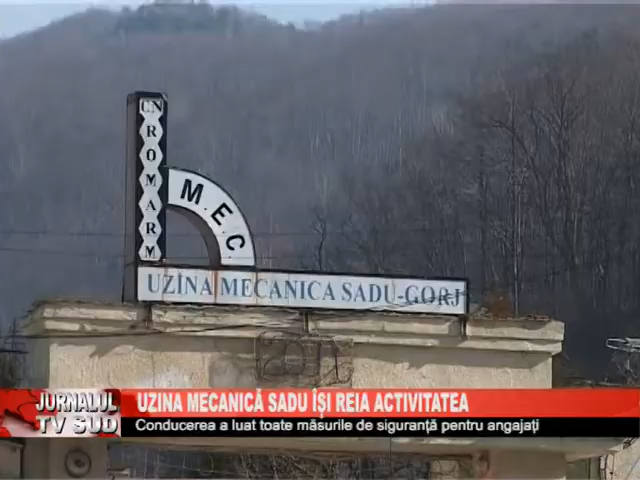 CN
ROMARM
M.E.C
UZINA MECANICA SADU-GORJ
JURNALUL
TV SUD
UZINA MECANICĂ SADU ÎȘI REIA ACTIVITATEA
Conducerea a luat toate măsurile de siguranță pentru angajați